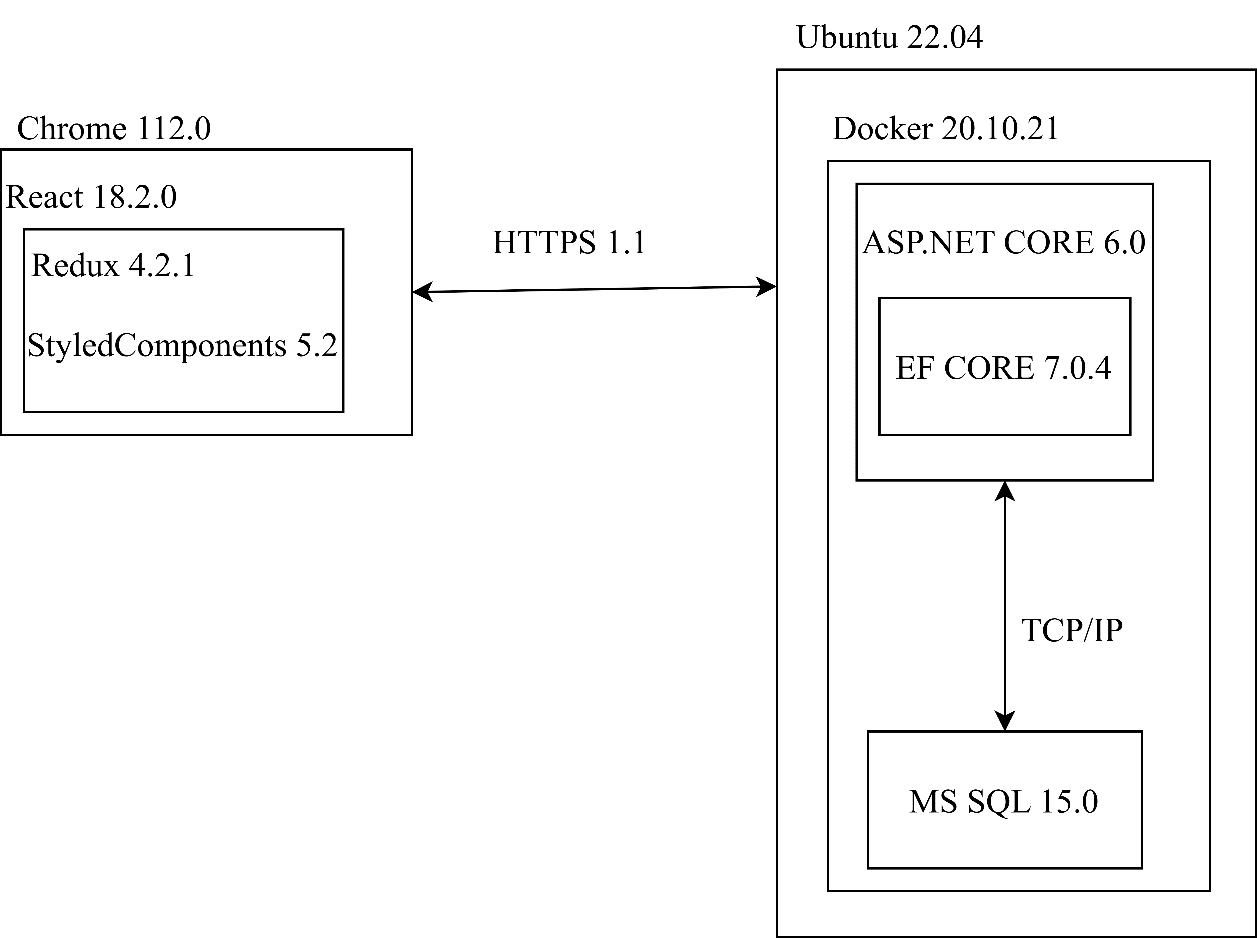 Ubuntu 22.04
Chrome 112.0
Docker 20.10.21
React 18.2.0
HTTPS 1.1
ASP.NET CORE 6.0
Redux 4.2.1
StyledComponents 5.2
EF CORE 7.0.4
TCP/IP
MS SQL 15.0